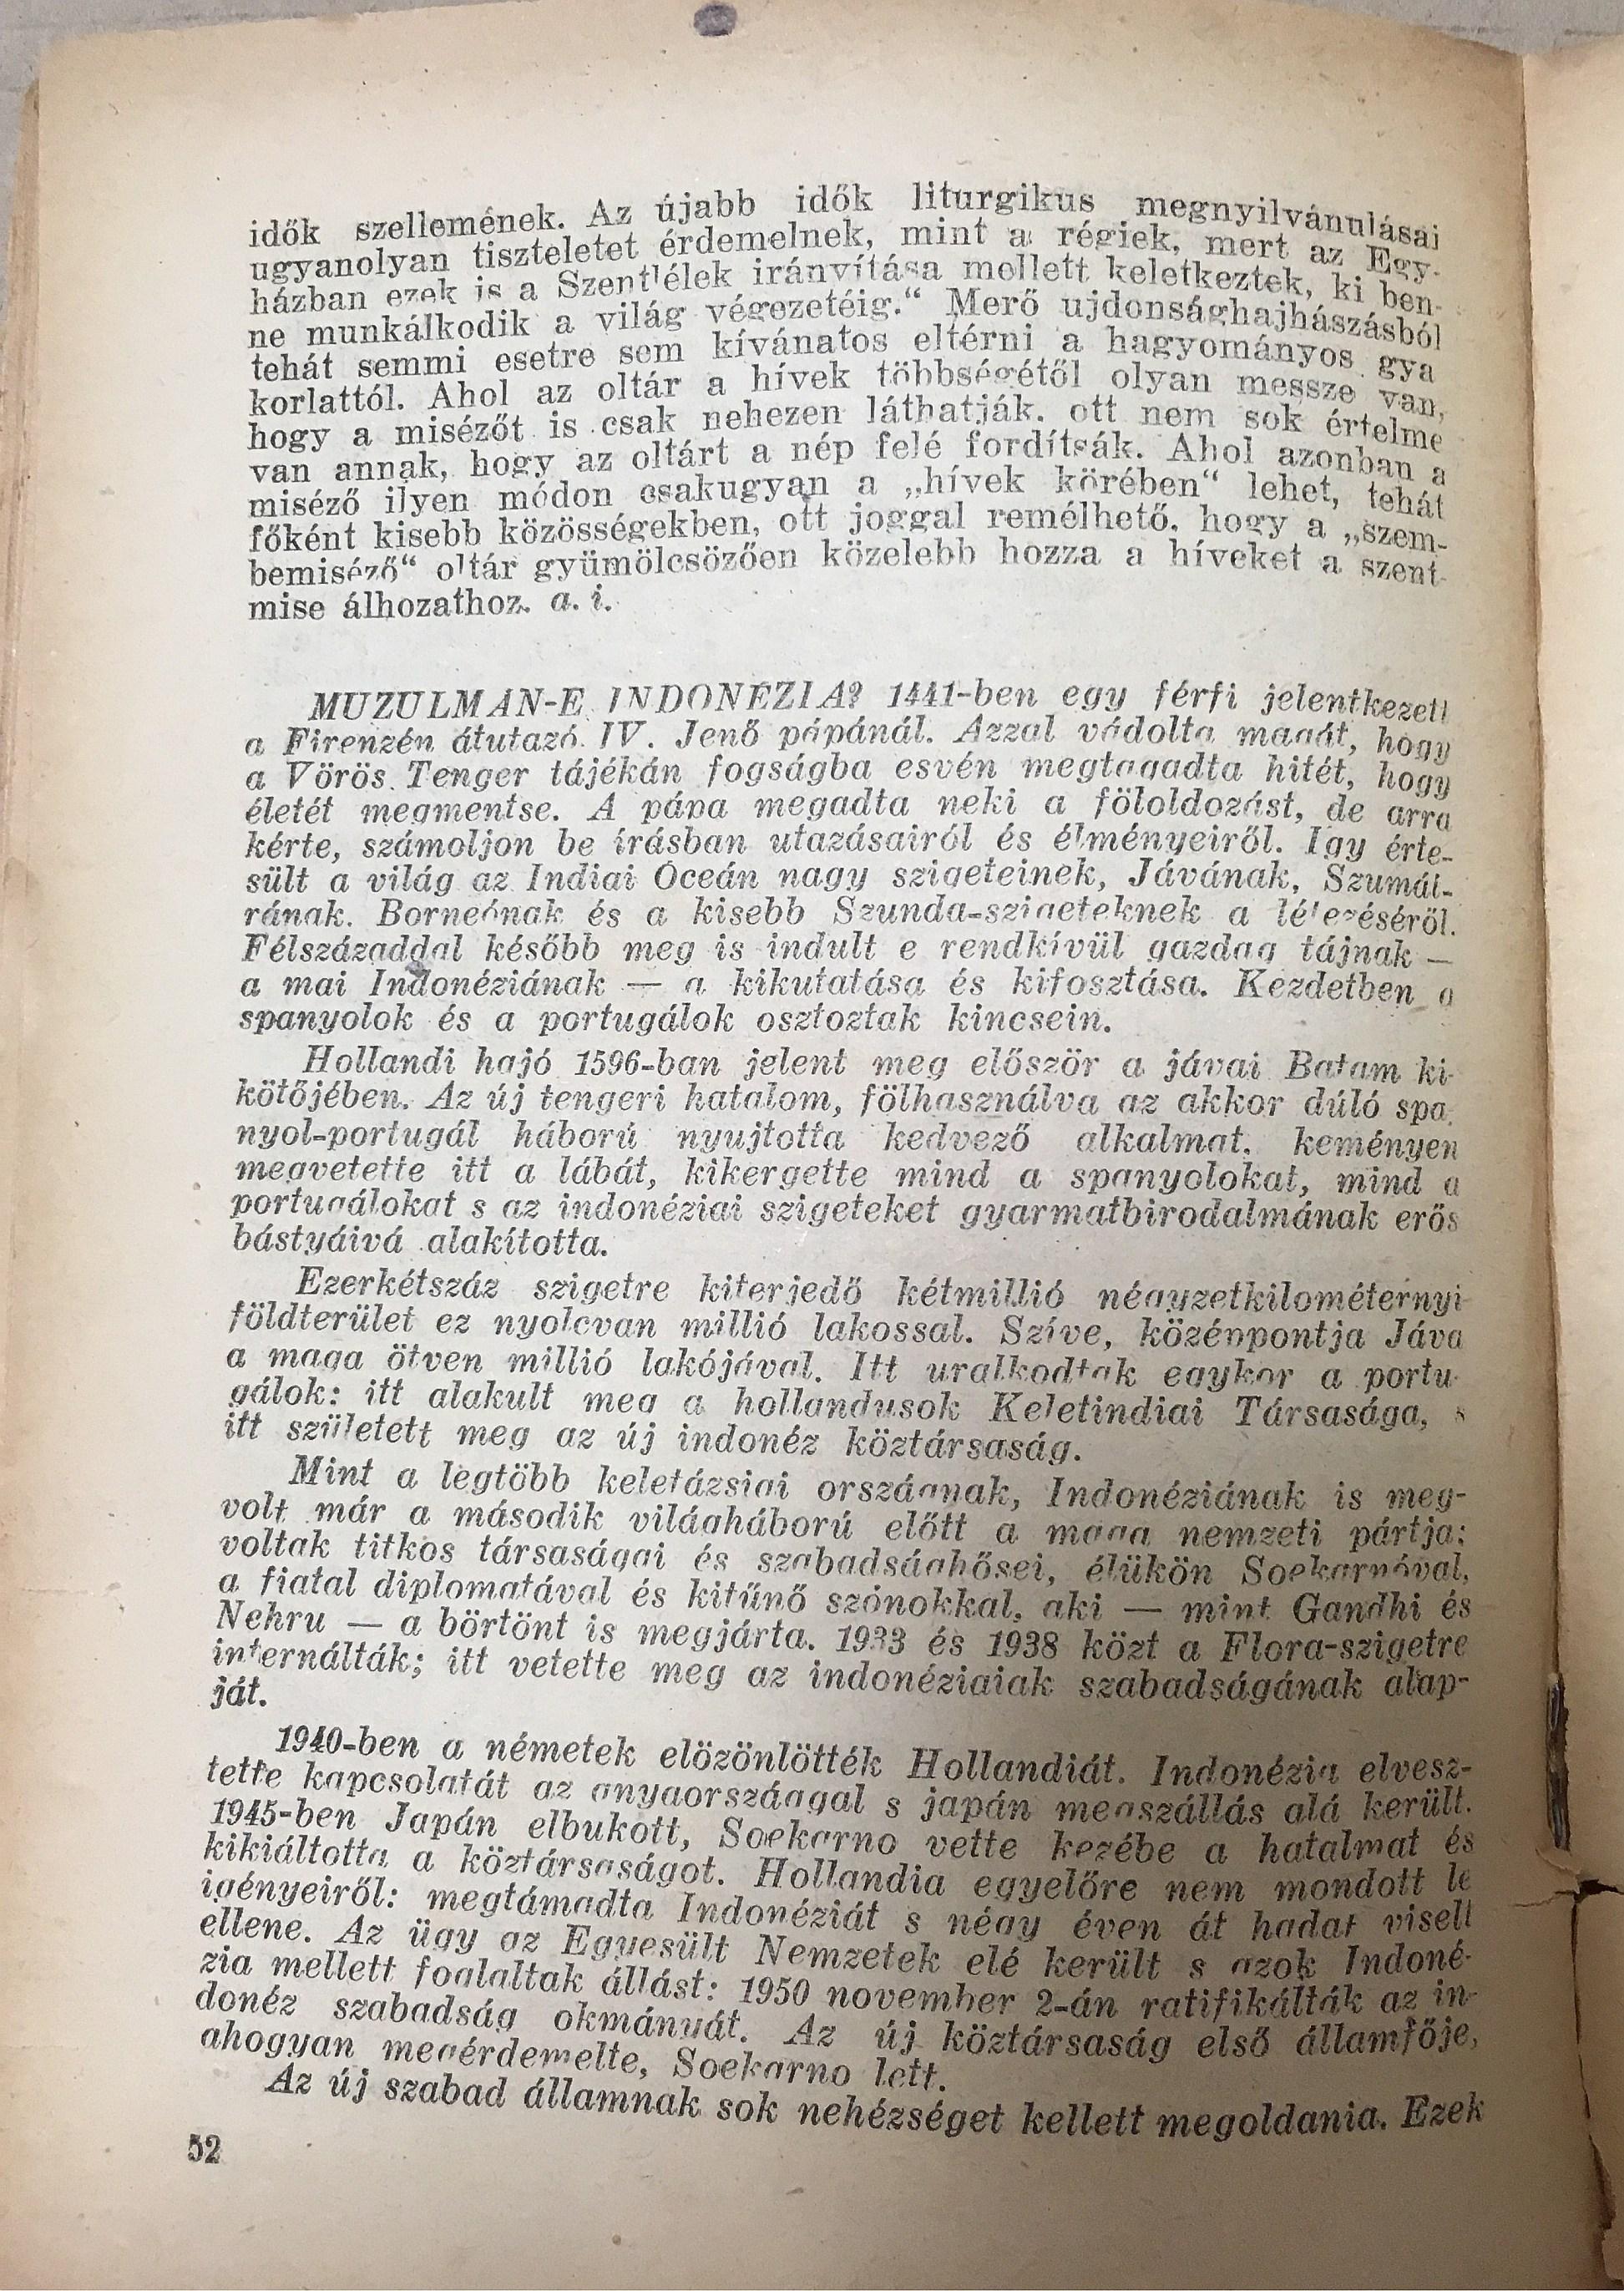 idők szellemének. Az újabb idők liturgikus megnyilvánulásai
ugyanolyan tiszteletet érdemelnek, mint a régiek, mert az Egy-
házban ezek is a Szentlélek irányítása mellett keletkeztek, ki ben-
ne munkálkodik a világ végezetéig.“ Merő ujdonsághajhászásból
tehát semmi esetre sem kívánatos eltérni a hagyományos gya
korlattól. Ahol az oltár a hívek többségétől olyan messze van,
hogy a misézőt is csak nehezen láthatják. ott nem sok értelme
van annak, hogy az oltárt a nép felé fordítsák. Ahol azonban a
miséző ilyen módon csakugyan a „hívek körében“ lehet, tehát
főként kisebb közösségekben, ott joggal remélhető, hogy a „szem-
bemiséző“ oltár gyümölcsözően közelebb hozza a híveket a szent-
mise álhozathoz. a. i.
MUZULMÁN-E INDONÉZIA? 1441-ben egy férfi jelentkezett
a Firenzén átutazó IV. Jenő pápánál. Azzal vádolta magát, hogy
a Vörös Tenger tájékán fogságba esvén megtagadta hitét, hogy
életét megmentse. A pápa megadta neki a föloldozást, de arra
kérte, számoljon be írásban utazásairól és élményeiről. Igy érte-
sült a világ az Indiai Óceán nagy szigeteinek, Jávának, Szumát-
rának. Borneónak és a kisebb Szunda-szigeteknek a létezéséről.
Félszázaddal később meg is indult e rendkívül gazdag tájnak —
a mai Indonéziának — a kikutatása és kifosztása. Kezdetben a
spanyolok és a portugálok osztoztak kincsein.
Hollandi hajó 1596-ban jelent meg először a jávai Batam ki-
kötőjében. Az új tengeri hatalom, fölhasználva az akkor dúló spa-
nyol-portugál háború nyujtotta kedvező alkalmat. keményen
megvetette itt a lábát, kikergette mind a spanyolokat, mind a
portugálokat s az indonéziai szigeteket gyarmatbirodalmának erős
bástyáivá alakította.
Ezerkétszáz szigetre kiterjedő kétmillió négyzetkilométernyi
földterület ez nyolcvan millió lakossal. Szíve, középpontja Jáva
a maga ötven millió lakójával. Itt uralkodtak egykor a portu-
gálok: itt alakult meg a hollandusok Keletindiai Társasága, s
itt született meg az új indonéz köztársaság.
Mint a legtöbb keletázsiai országnak, Indonéziának is meg-
volt már a második világháború előtt a maga nemzeti pártja;
voltak titkos társaságai és szabadsághősei, élükön Soekarnóval,
a fiatal diplomatával és kitűnő szónokkal, aki — mint Gandhi és
Nehru — a börtönt is megjárta. 1933 és 1938 közt a Flora-szigetre
internálták; itt vetette meg az indonéziaiak szabadságának alap-
ját.
1940-ben a németek elözönlötték Hollandiát. Indonézia elvesz-
tette kapcsolatát az anyaországgal s japán megszállás alá került.
1945-ben Japán elbukott, Soekarno vette kezébe a hatalmat és
kikiáltotta a köztársaságot. Hollandia egyelőre nem mondott le
igényeiről: megtámadta Indonéziát s négy éven át hadat viselt
ellene. Az ügy az Egyesült Nemzetek elé került s azok Indoné-
zia mellett foglaltak állást: 1950 november 2-án ratifikálták az in-
donéz szabadság okmányát. Az új köztársaság első államfője,
ahogyan megérdemelte, Soekarno lett.
Az új szabad államnak sok nehézséget kellett megoldania. Ezek
52